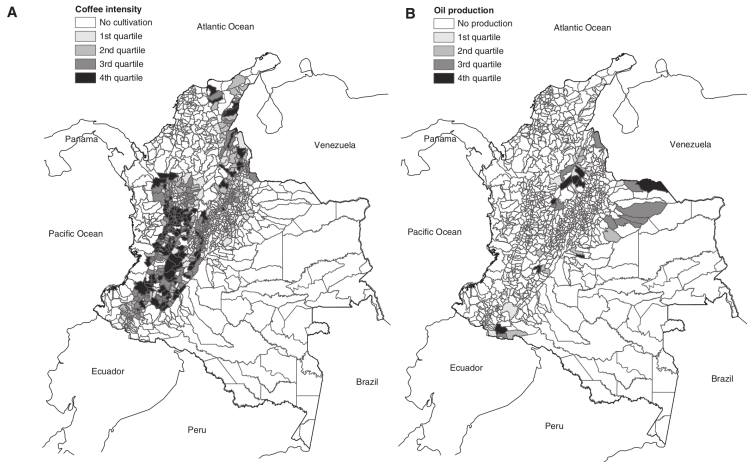 A
Coffee intensity
No cultivation
1st quartile
2nd quartile
3rd quartile
4th quartile
Atlantic Ocean
Panama
Venezuela
Pacific Ocean
Ecuador
Brazil
Peru
B
Oil production
No production
1st quartile
2nd quartile
3rd quartile
4th quartile
Atlantic Ocean
Panama
Venezuela
Pacific Ocean
Ecuador
Brazil
Peru